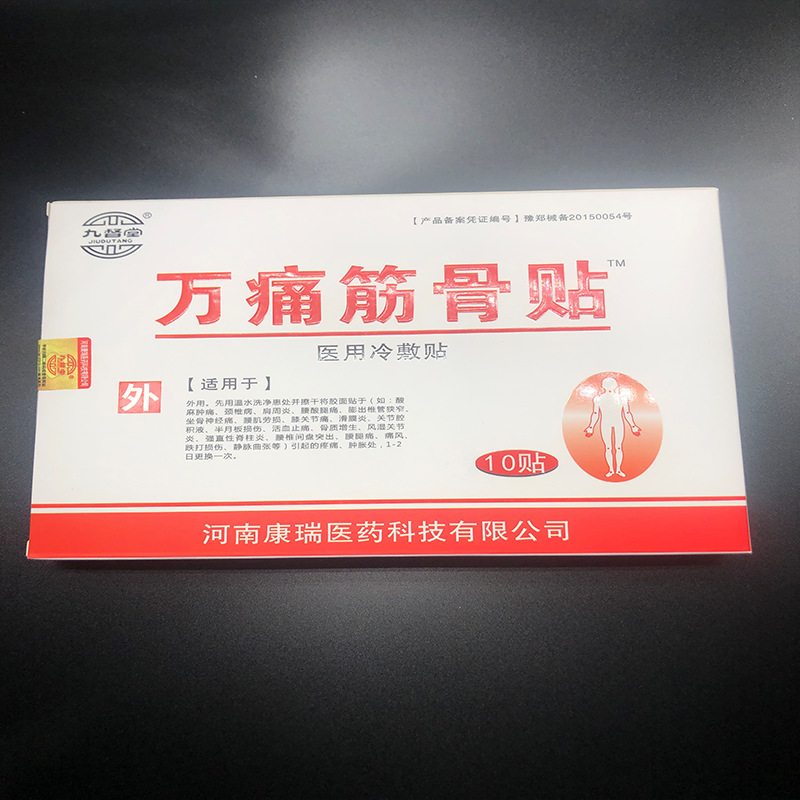 九督堂®
JIUDUTANG
【产品备案凭证编号】豫郑械备20150054号
万痛筋骨贴™
医用冷敷贴
九督堂
外
【适用于】
外用。先用温水洗净患处并擦干将胶面贴于（如：酸
麻肿痛、颈椎病、肩周炎、腰酸腿痛、膨出椎管狭窄、
坐骨神经痛、腰肌劳损、膝关节痛、滑膜炎、关节腔
积液、半月板损伤、活血止痛、骨质增生、风湿关节
炎、强直性脊柱炎，腰椎间盘突出、腰腿痛、痛风、
跌打损伤、静脉曲张等）引起的疼痛、肿胀处，1-2
日更换一次。
10贴
河南康瑞医药科技有限公司